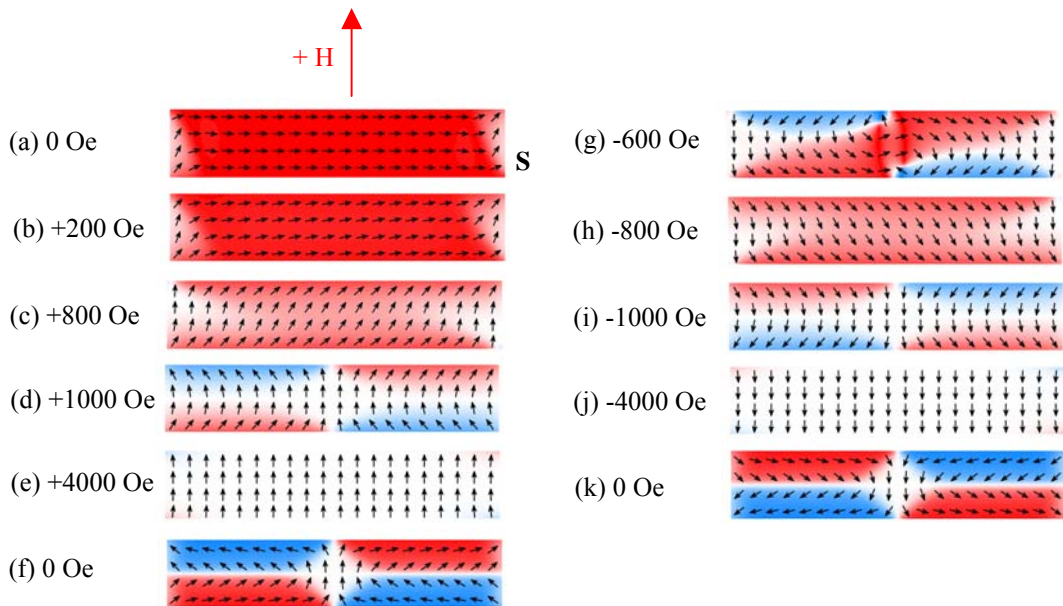 + H
(a) 0 Oe
S
(b) +200 Oe
(c) +800 Oe
(d) +1000 Oe
(e) +4000 Oe
(f) 0 Oe
(g) -600 Oe
(h) -800 Oe
(i) -1000 Oe
(j) -4000 Oe
(k) 0 Oe